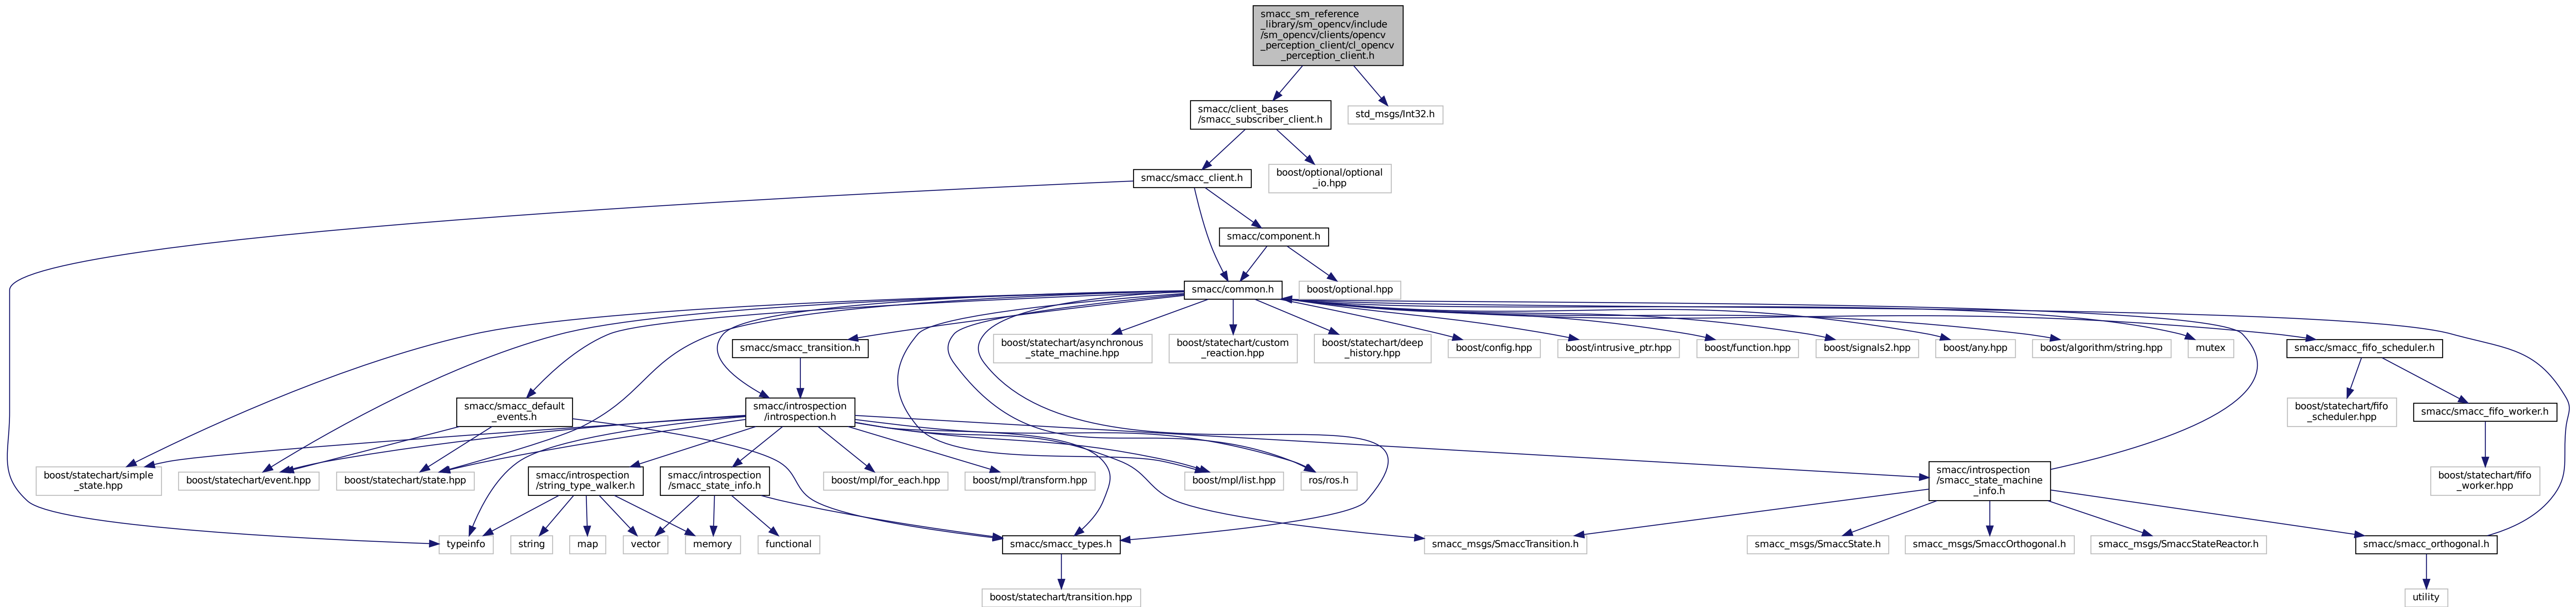 smacc_sm_reference
_library/sm_opencv/include
/sm_opencv/clients/opencv
_perception_client/cl_opencv
_perception_client.h
smacc/client_bases
/smacc_subscriber_client.h
std_msgs/Int32.h
smacc/smacc_client.h
boost/optional/optional
_io.hpp
smacc/component.h
smacc/common.h
boost/optional.hpp
smacc/smacc_transition.h
boost/statechart/asynchronous
_state_machine.hpp
boost/statechart/custom
_reaction.hpp
boost/statechart/deep
_history.hpp
boost/config.hpp
boost/intrusive_ptr.hpp
boost/function.hpp
boost/signals2.hpp
boost/any.hpp
boost/algorithm/string.hpp
mutex
smacc/smacc_fifo_scheduler.h
smacc/smacc_default
_events.h
smacc/introspection
/introspection.h
boost/statechart/fifo
_scheduler.hpp
smacc/smacc_fifo_worker.h
boost/statechart/simple
_state.hpp
boost/statechart/event.hpp
boost/statechart/state.hpp
smacc/introspection
/string_type_walker.h
smacc/introspection
/smacc_state_info.h
boost/mpl/for_each.hpp
boost/mpl/transform.hpp
boost/mpl/list.hpp
ros/ros.h
smacc/introspection
/smacc_state_machine
_info.h
boost/statechart/fifo
_worker.hpp
typeinfo
string
map
vector
memory
functional
smacc/smacc_types.h
smacc_msgs/SmaccTransition.h
smacc_msgs/SmaccState.h
smacc_msgs/SmaccOrthogonal.h
smacc_msgs/SmaccStateReactor.h
smacc/smacc_orthogonal.h
boost/statechart/transition.hpp
utility